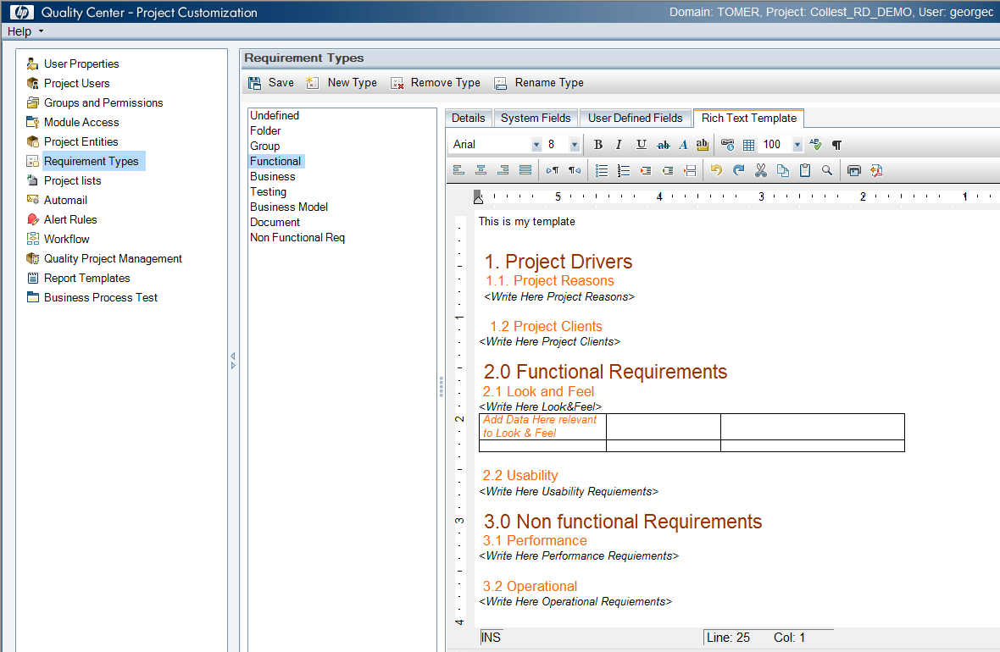 hp Quality Center - Project Customization
Domain: TOMER, Project: Collest_RD_DEMO, User: georgec
Help
User Properties
Project Users
Groups and Permissions
Module Access
Project Entities
Requirement Types
Project lists
Automail
Alert Rules
Workflow
Quality Project Management
Report Templates
Business Process Test
Requirement Types
Save New Type Remove Type Rename Type
Undefined
Folder
Group
Functional
Business
Testing
Business Model
Document
Non Functional Req
Details System Fields User Defined Fields Rich Text Template
Arial 8 B I U ab A ab 100
5 4 3 2 1
This is my template
1. Project Drivers
1.1. Project Reasons
<Write Here Project Reasons>
1
1.2 Project Clients
<Write Here Project Clients>
2.0 Functional Requirements
2.1 Look and Feel
<Write Here Look&Feel>
2
Add Data Here relevant
to Look & Feel
2.2 Usability
<Write Here Usability Requiements>
3
3.0 Non functional Requirements
3.1 Performance
<Write Here Performance Requiements>
3.2 Operational
<Write Here Operational Requiements>
4
INS Line: 25 Col: 1